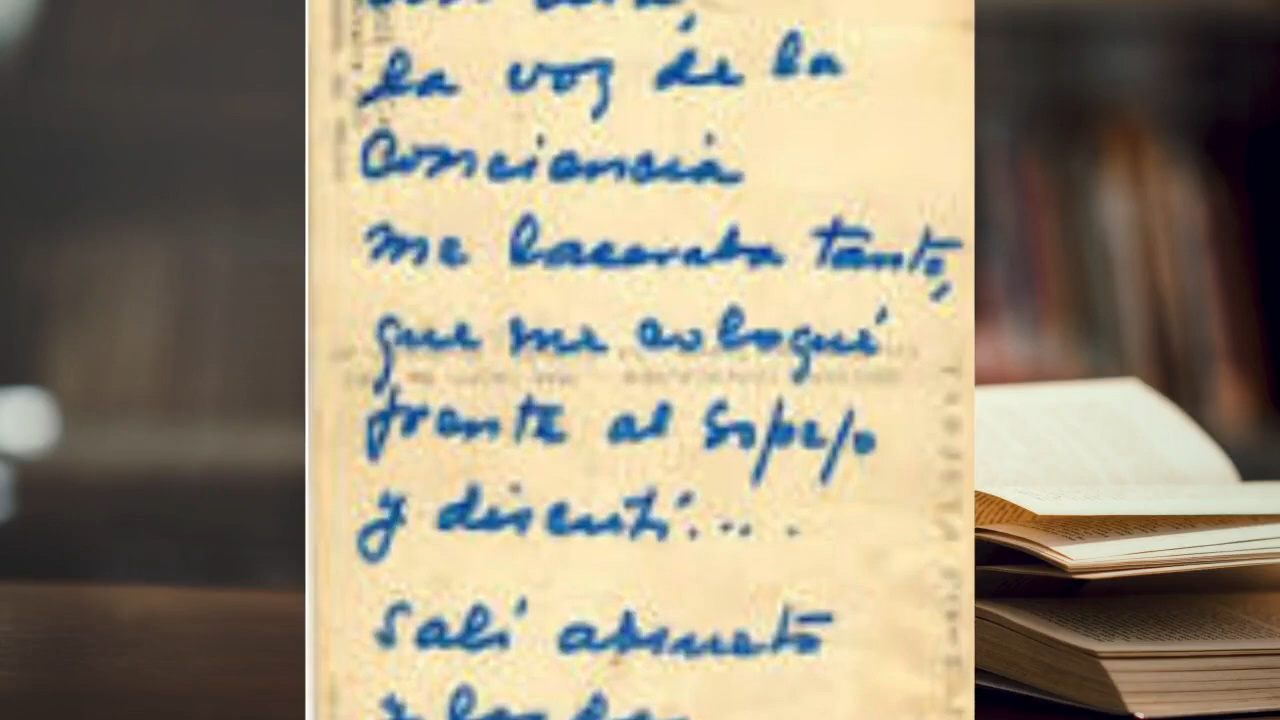 la voz de la
Conciencia
me laceraba tanto,
que me coloqué
frente al Espejo
y discutí....
Salí absuelto